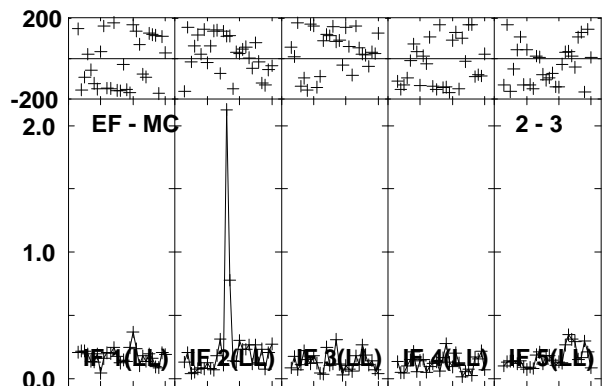 200
-200
EF - MC 2 - 3
2.0
1.0
0.0
IF 1(LL) IF 2(LL) IF 3(LL) IF 4(LL) IF 5(LL)